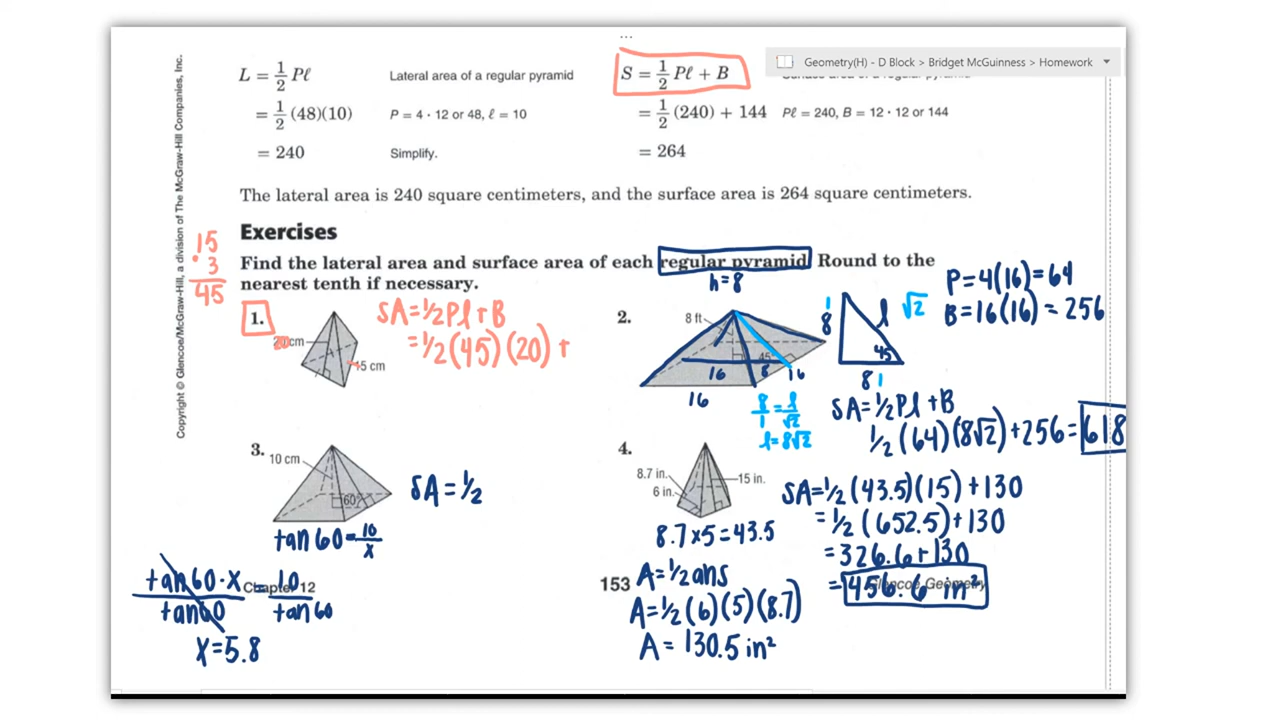 ...
Geometry(H) - D Block > Bridget McGuinness > Homework
L = 1/2 Pℓ Lateral area of a regular pyramid
S = 1/2 Pℓ + B
= 1/2 (48)(10) P = 4 · 12 or 48, ℓ = 10
= 1/2 (240) + 144 Pℓ = 240, B = 12 · 12 or 144
= 240 Simplify.
= 264
The lateral area is 240 square centimeters, and the surface area is 264 square centimeters.
Copyright © Glencoe/McGraw-Hill, a division of The McGraw-Hill Companies, Inc.
Exercises
Find the lateral area and surface area of each regular pyramid. Round to the
nearest tenth if necessary.
15
· 3
45
1.
20 cm
15 cm
SA = 1/2 Pl + B
= 1/2 (45)(20) +
2.
h = 8
8 ft
45°
16
8
16
16
8/1 = l/√2
l = 8√2
1
8
l
√2
45
8
1
P = 4(16) = 64
B = 16(16) = 256
SA = 1/2 Pl + B
1/2 (64)(8√2) + 256 = 618
3.
10 cm
60°
SA = 1/2
tan 60 = 10/x
tan 60 · x = 10
tan 60 tan 60
x = 5.8
4.
8.7 in.
6 in.
15 in.
8.7 x 5 = 43.5
A = 1/2 ans
A = 1/2 (6)(5)(8.7)
A = 130.5 in²
SA = 1/2 (43.5)(15) + 130
= 1/2 (652.5) + 130
= 326.6 + 130
= 456.6 in²
Chapter 12
153
Glencoe Geometry